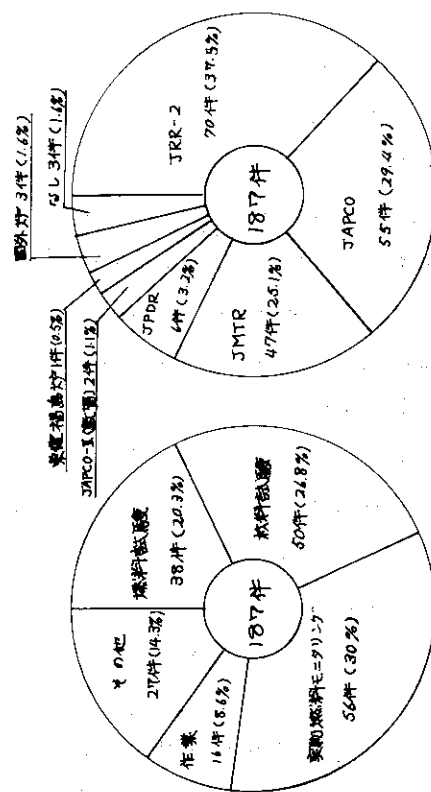 燃料試験
38件(20.3%)
材料試験
50件(26.8%)
実用燃料モニタリング
56件(30%)
作業
16件(8.6%)
その他
27件(14.3%)
187件
JRR-2
70件(37.5%)
JAPCO
55件(29.4%)
JMTR
47件(25.1%)
JPDR
6件(3.2%)
JAPCO-Ⅱ(敦賀)2件(1.1%)
東電福島炉1件(0.5%)
国外炉 3件(1.6%)
なし3件(1.6%)
187件